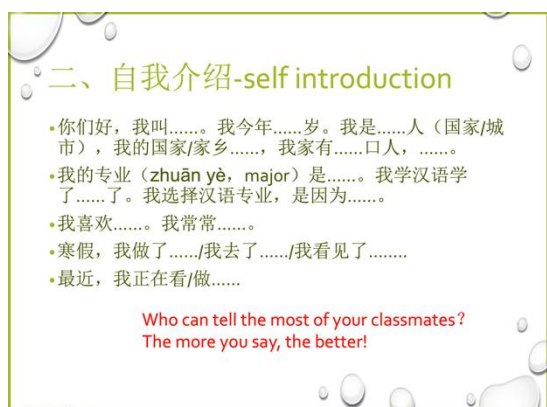 二、自我介绍-self introduction
•你们好，我叫......。我今年......岁。我是......人（国家/城
市），我的国家/家乡......，我家有......口人，......。
•我的专业（zhuān yè，major）是......。我学汉语学
了......了。我选择汉语专业，是因为......。
•我喜欢......。我常常......。
•寒假，我做了....../我去了....../我看见了........
•最近，我正在看/做......
Who can tell the most of your classmates？
The more you say, the better!